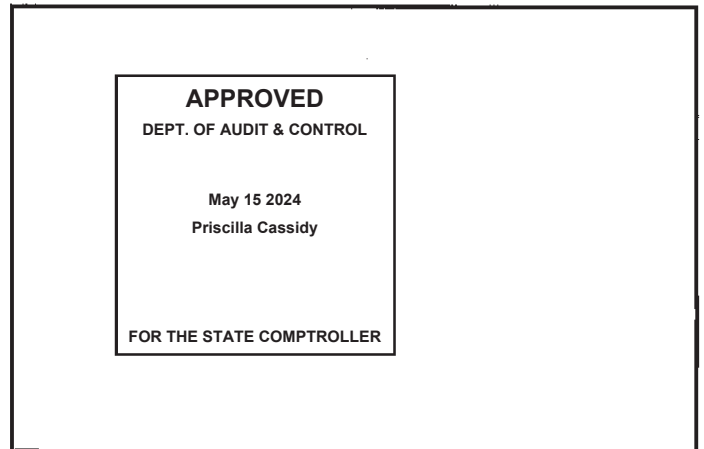 APPROVED
DEPT. OF AUDIT & CONTROL
May 15 2024
Priscilla Cassidy
FOR THE STATE COMPTROLLER